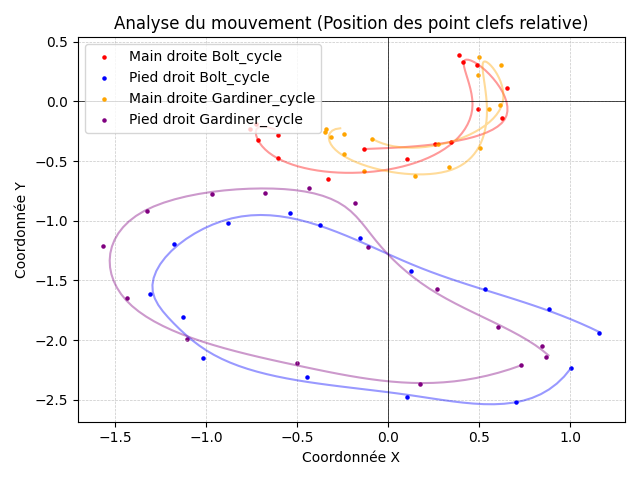 Analyse du mouvement (Position des point clefs relative)
Main droite Bolt_cycle
Pied droit Bolt_cycle
Main droite Gardiner_cycle
Pied droit Gardiner_cycle
Coordonnée Y
0.5
0.0
−0.5
−1.0
−1.5
−2.0
−2.5
−1.5 −1.0 −0.5 0.0 0.5 1.0
Coordonnée X